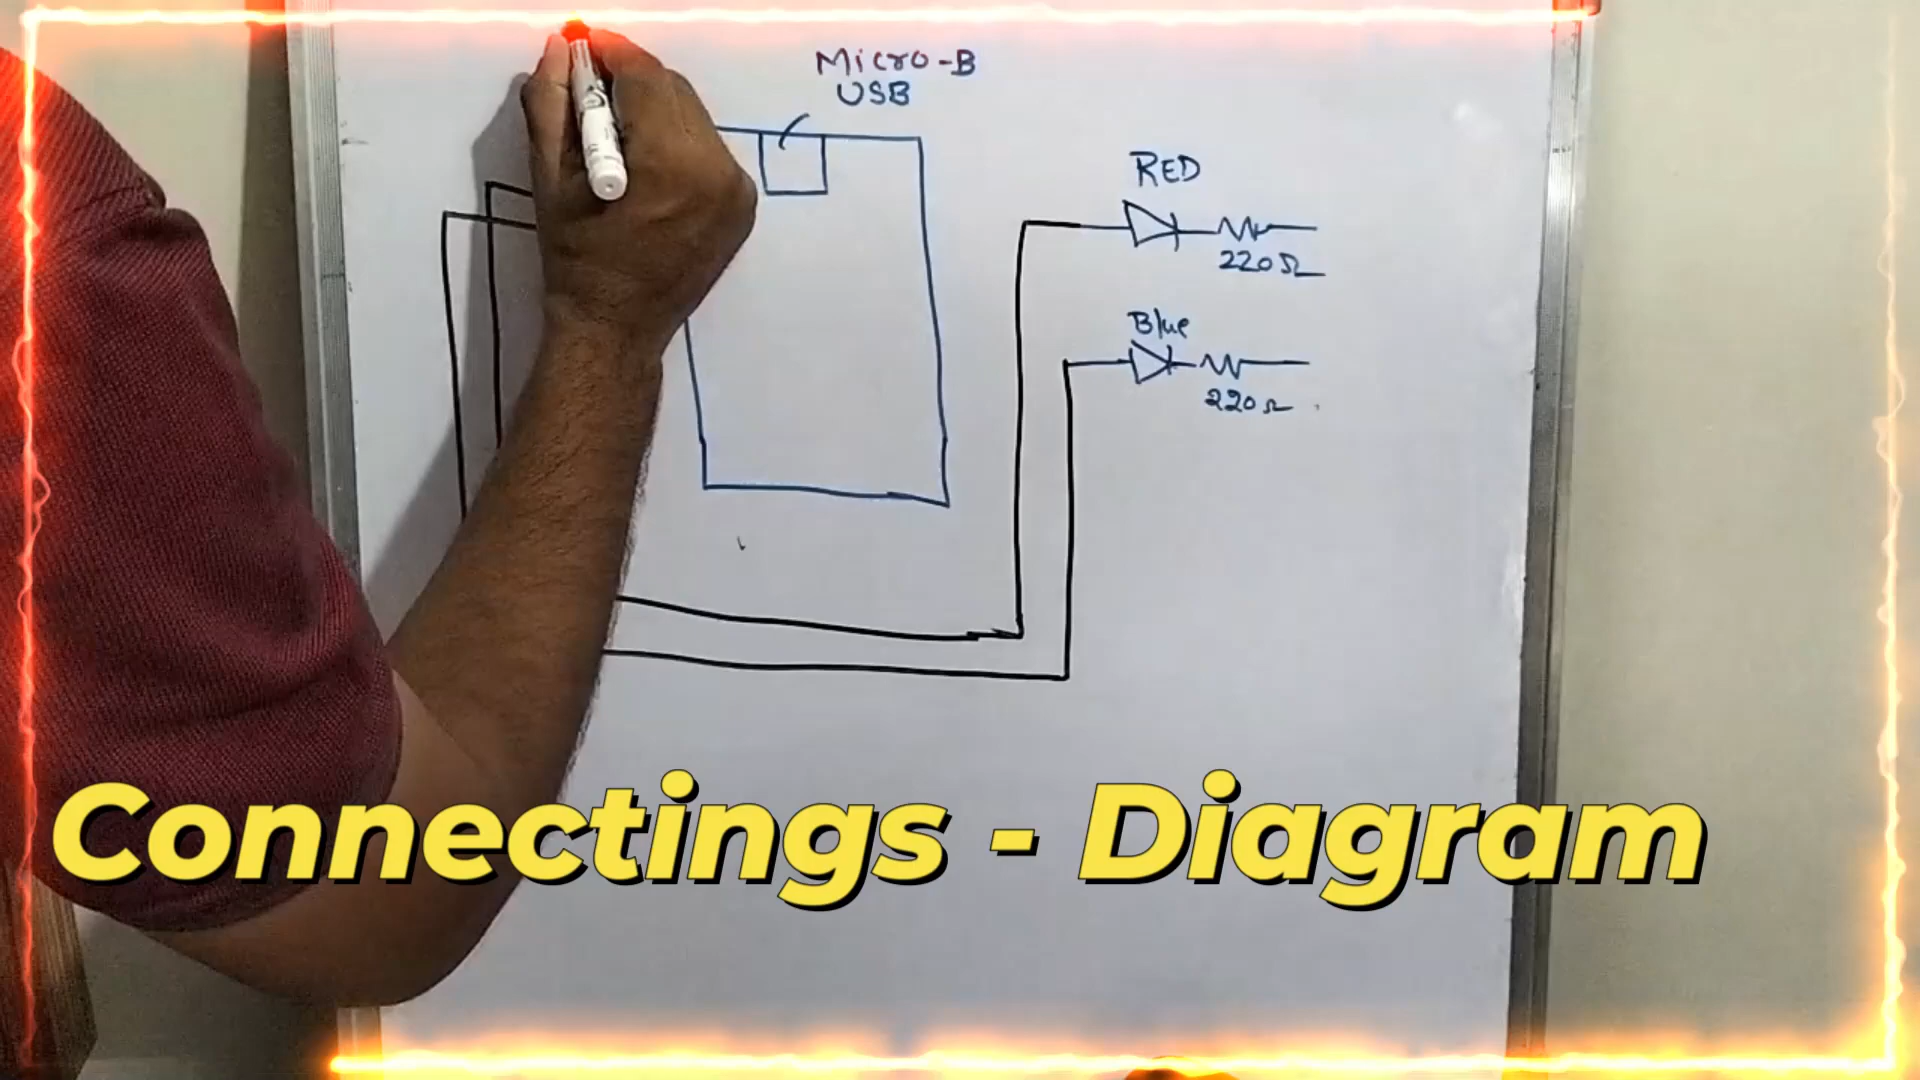 Micro-B
USB
RED
220Ω
Blue
220Ω
Connectings - Diagram